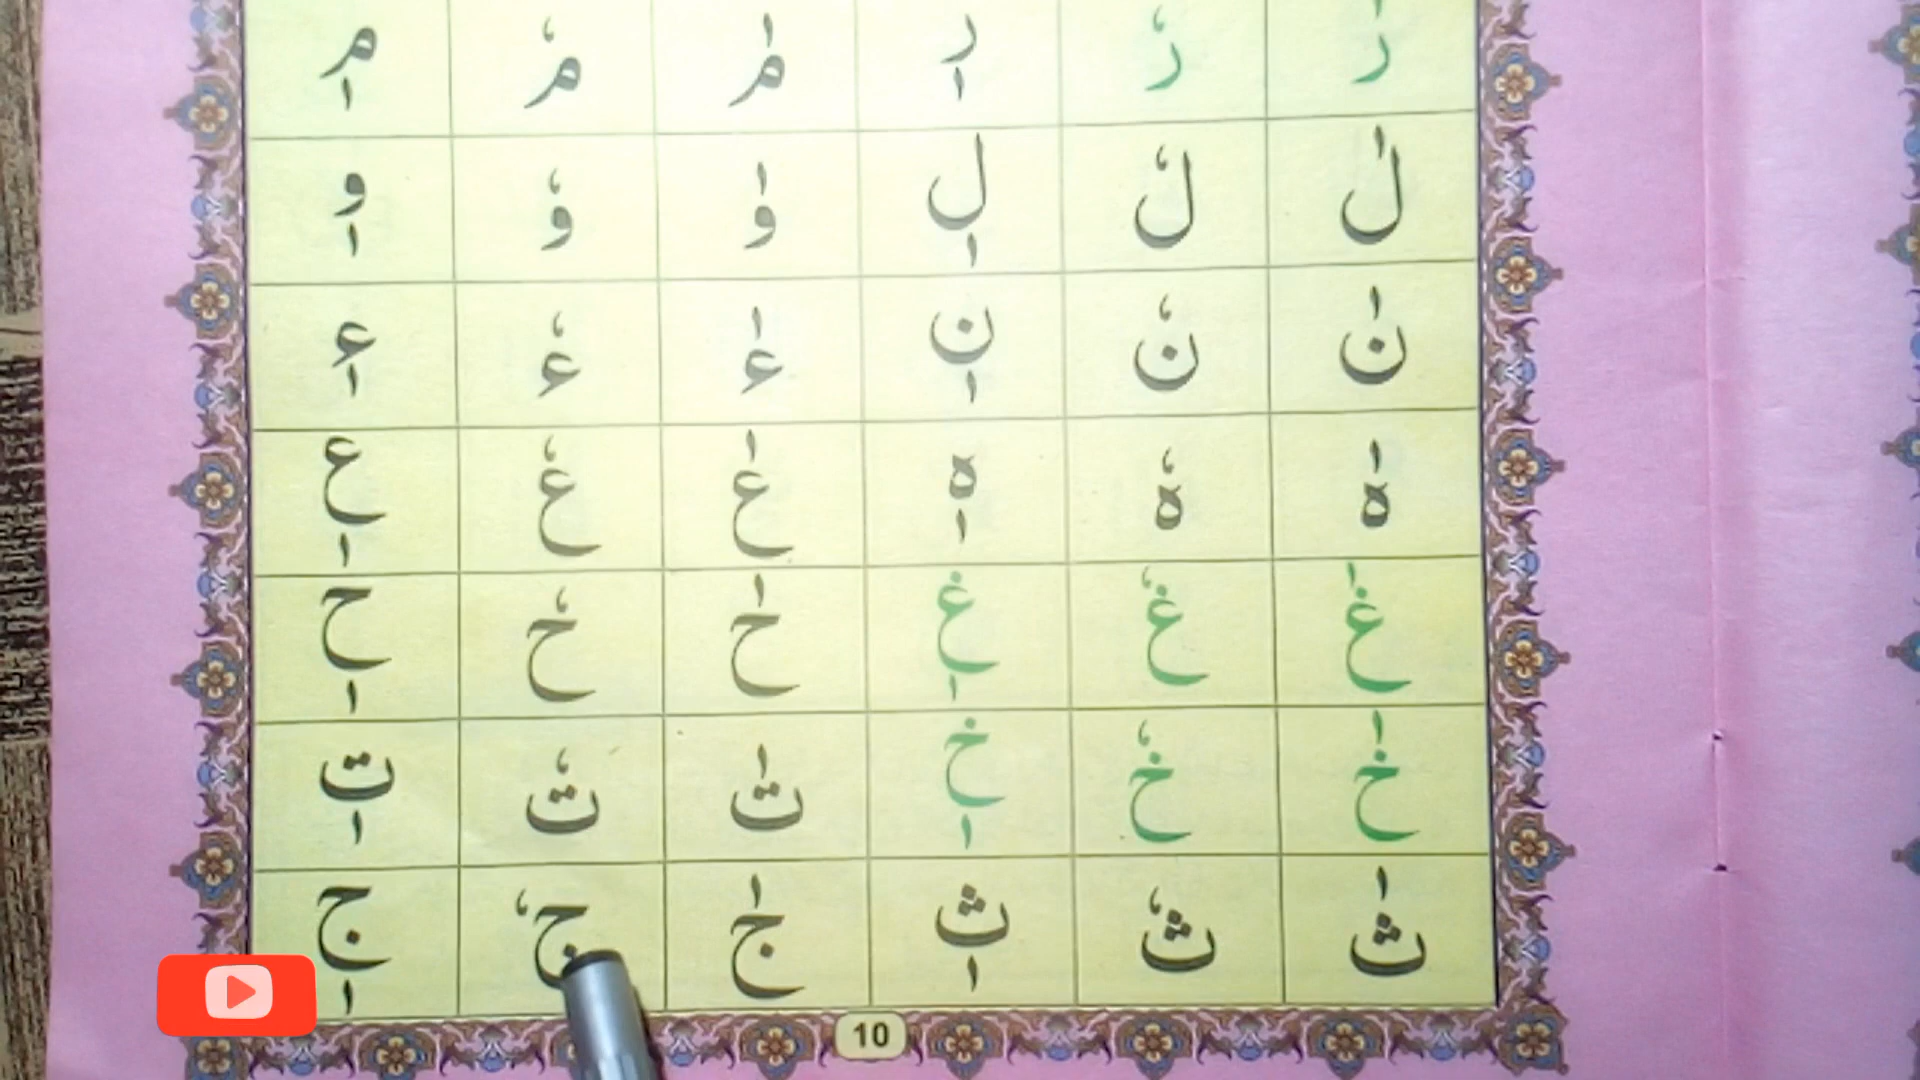 رٰ رٗ رٖ مٰ مٗ مٖ
لٰ لٗ لٖ وٰ وٗ وٖ
نٰ نٗ نٖ ءٰ ءٗ ءٖ
هٰ هٗ هٖ عٰ عٗ عٖ
غٰ غٗ غٖ حٰ حٗ حٖ
خٰ خٗ خٖ تٰ تٗ تٖ
ثٰ ثٗ ثٖ جٰ جٗ جٖ
10